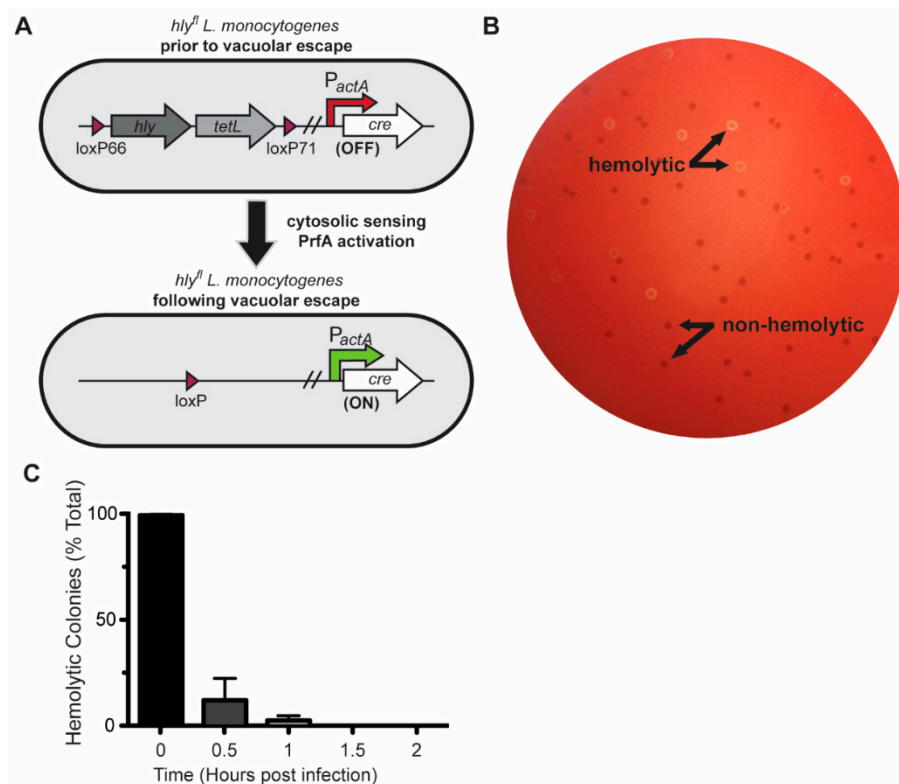 A
hlyᶠˡ L. monocytogenes
prior to vacuolar escape
PactA
hly
tetL
cre
loxP66
loxP71
(OFF)
cytosolic sensing
PrfA activation
hlyᶠˡ L. monocytogenes
following vacuolar escape
PactA
cre
loxP
(ON)
B
hemolytic
non-hemolytic
C
Hemolytic Colonies (% Total)
100
50
0
0 0.5 1 1.5 2
Time (Hours post infection)